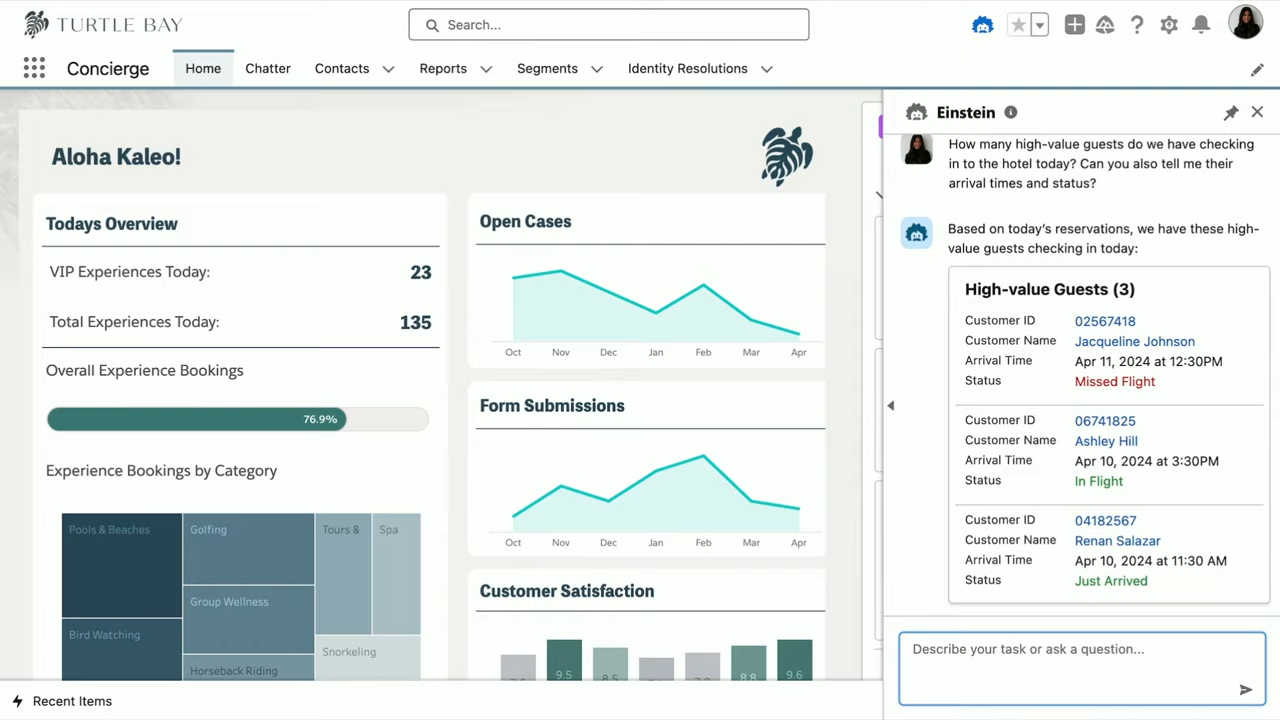 TURTLE BAY
Search...
Concierge
Home
Chatter
Contacts
Reports
Segments
Identity Resolutions
Aloha Kaleo!
Todays Overview
VIP Experiences Today: 23
Total Experiences Today: 135
Overall Experience Bookings
76.9%
Experience Bookings by Category
Pools & Beaches
Golfing
Tours &
Spa
Group Wellness
Bird Watching
Snorkeling
Horseback Riding
Open Cases
Oct Nov Dec Jan Feb Mar Apr
Form Submissions
Oct Nov Dec Jan Feb Mar Apr
Customer Satisfaction
9.5 8.5 8.8 9.6
Einstein
How many high-value guests do we have checking
in to the hotel today? Can you also tell me their
arrival times and status?
Based on today's reservations, we have these high-
value guests checking in today:
High-value Guests (3)
Customer ID 02567418
Customer Name Jacqueline Johnson
Arrival Time Apr 11, 2024 at 12:30PM
Status Missed Flight
Customer ID 06741825
Customer Name Ashley Hill
Arrival Time Apr 10, 2024 at 3:30PM
Status In Flight
Customer ID 04182567
Customer Name Renan Salazar
Arrival Time Apr 10, 2024 at 11:30 AM
Status Just Arrived
Describe your task or ask a question...
Recent Items